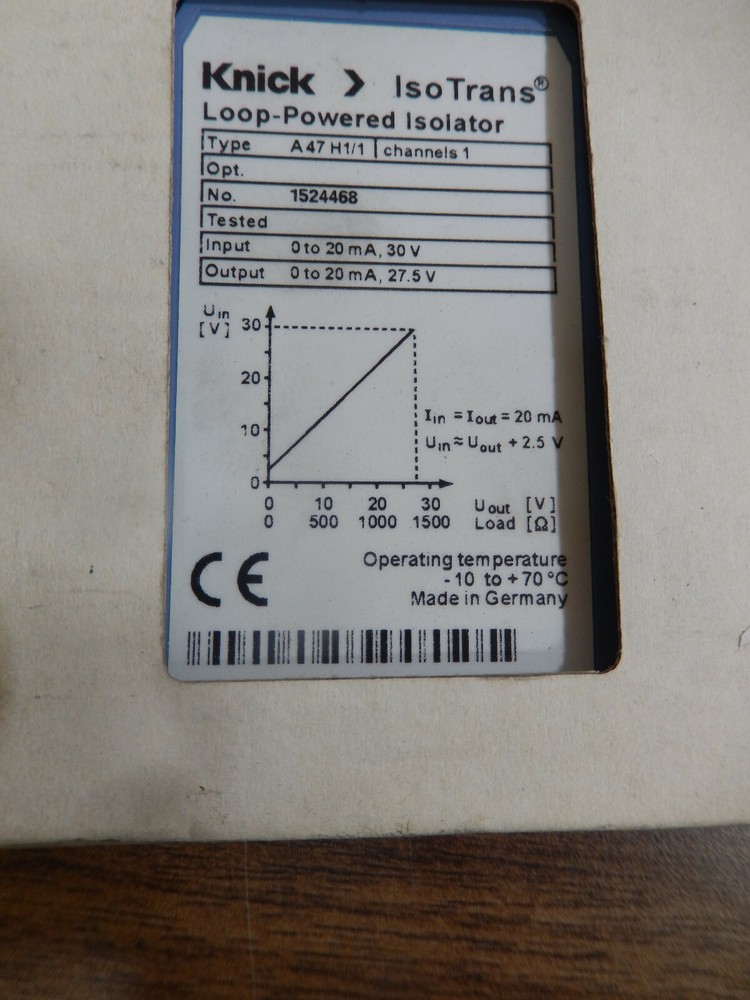 Knick > IsoTrans®
Loop-Powered Isolator
Type A 47 H1/1 channels 1
Opt.
No. 1524468
Tested
Input 0 to 20 mA, 30 V
Output 0 to 20 mA, 27.5 V
Uin
[V] 30
20
Iin = Iout = 20 mA
10
Uin ≈ Uout + 2.5 V
0
0 10 20 30 Uout [V]
0 500 1000 1500 Load [Ω]
CE
Operating temperature
-10 to +70 °C
Made in Germany